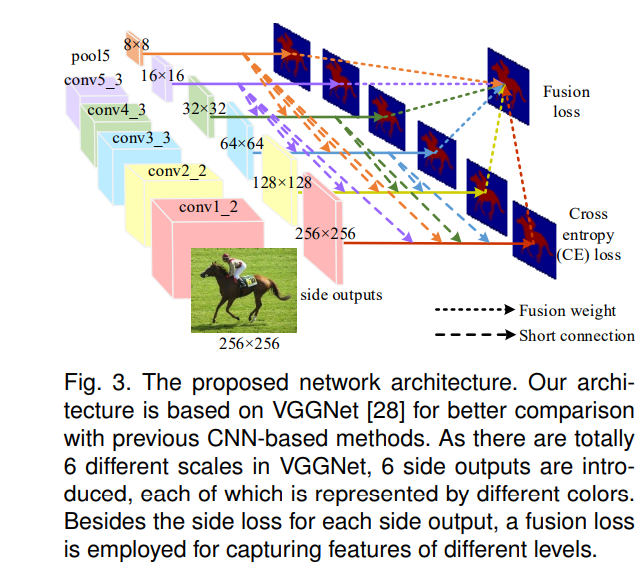 8×8
pool5
conv5_3
16×16
conv4_3
32×32
conv3_3
64×64
conv2_2
128×128
conv1_2
256×256
side outputs
256×256
Fusion
loss
Cross
entropy
(CE) loss
Fusion weight
Short connection
Fig. 3. The proposed network architecture. Our archi-
tecture is based on VGGNet [28] for better comparison
with previous CNN-based methods. As there are totally
6 different scales in VGGNet, 6 side outputs are intro-
duced, each of which is represented by different colors.
Besides the side loss for each side output, a fusion loss
is employed for capturing features of different levels.